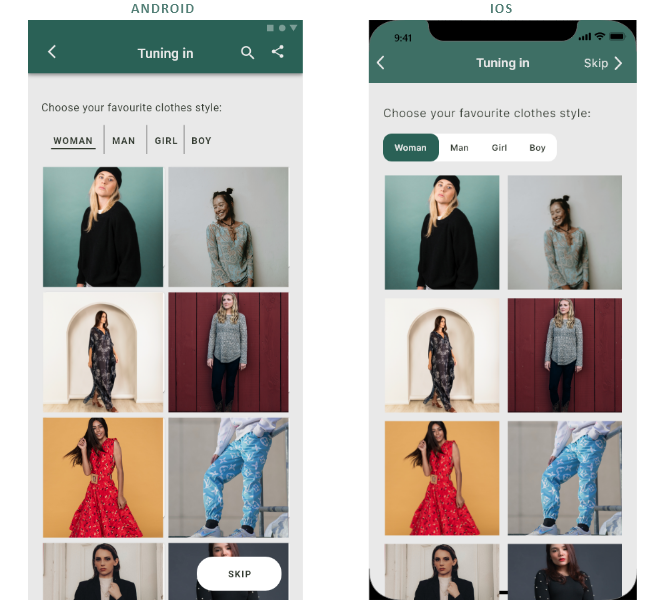 ANDROID
Tuning in
Choose your favourite clothes style:
WOMAN MAN GIRL BOY
SKIP
IOS
9:41
Tuning in Skip
Choose your favourite clothes style:
Woman Man Girl Boy